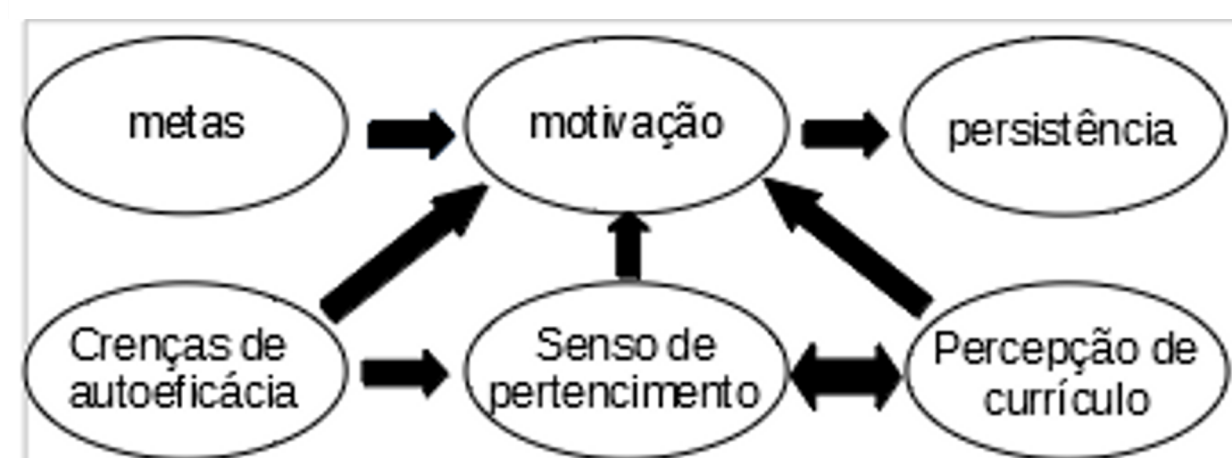 metas
motivação
persistência
Crenças de
autoeficácia
Senso de
pertencimento
Percepção de
currículo